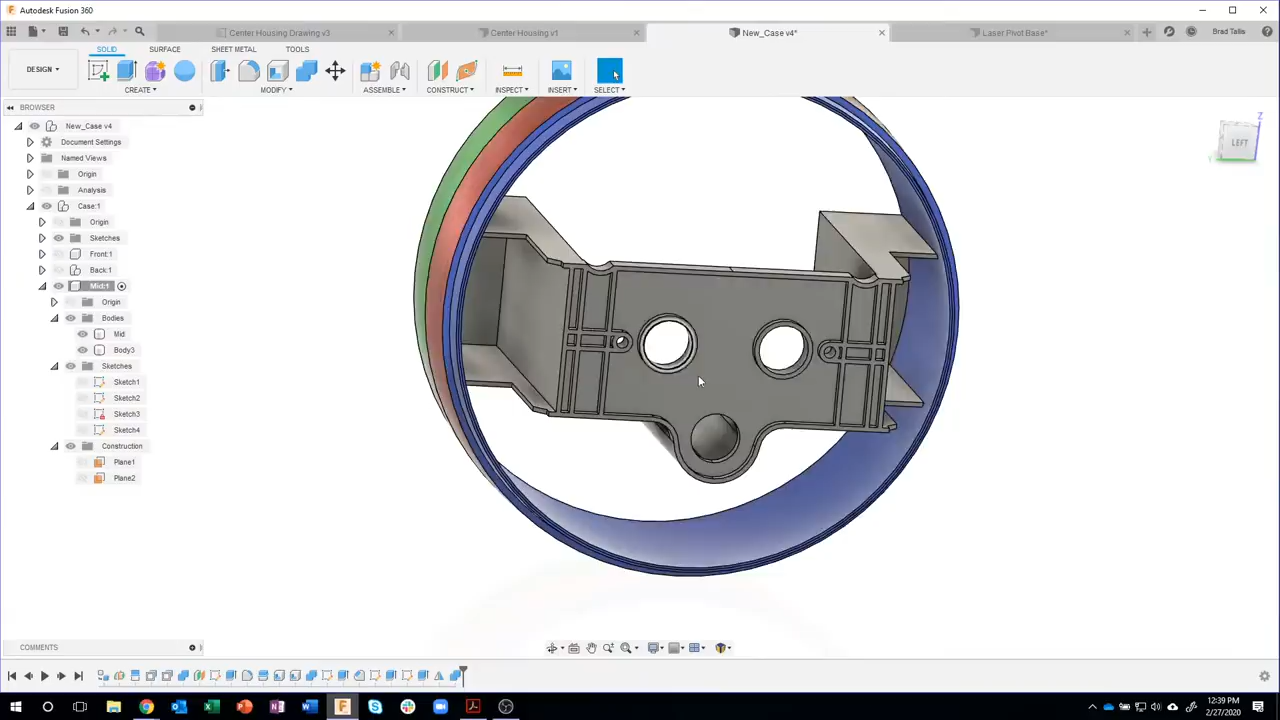 Autodesk Fusion 360
Center Housing Drawing v3
Center Housing v1
New_Case v4*
Laser Pivot Base*
Brad Tallis
SOLID
SURFACE
SHEET METAL
TOOLS
DESIGN
CREATE
MODIFY
ASSEMBLE
CONSTRUCT
INSPECT
INSERT
SELECT
BROWSER
New_Case v4
Document Settings
Named Views
Origin
Analysis
Case:1
Origin
Sketches
Front:1
Back:1
Mid:1
Origin
Bodies
Mid
Body3
Sketches
Sketch1
Sketch2
Sketch3
Sketch4
Construction
Plane1
Plane2
Z
LEFT
Y
COMMENTS
12:39 PM
2/27/2020